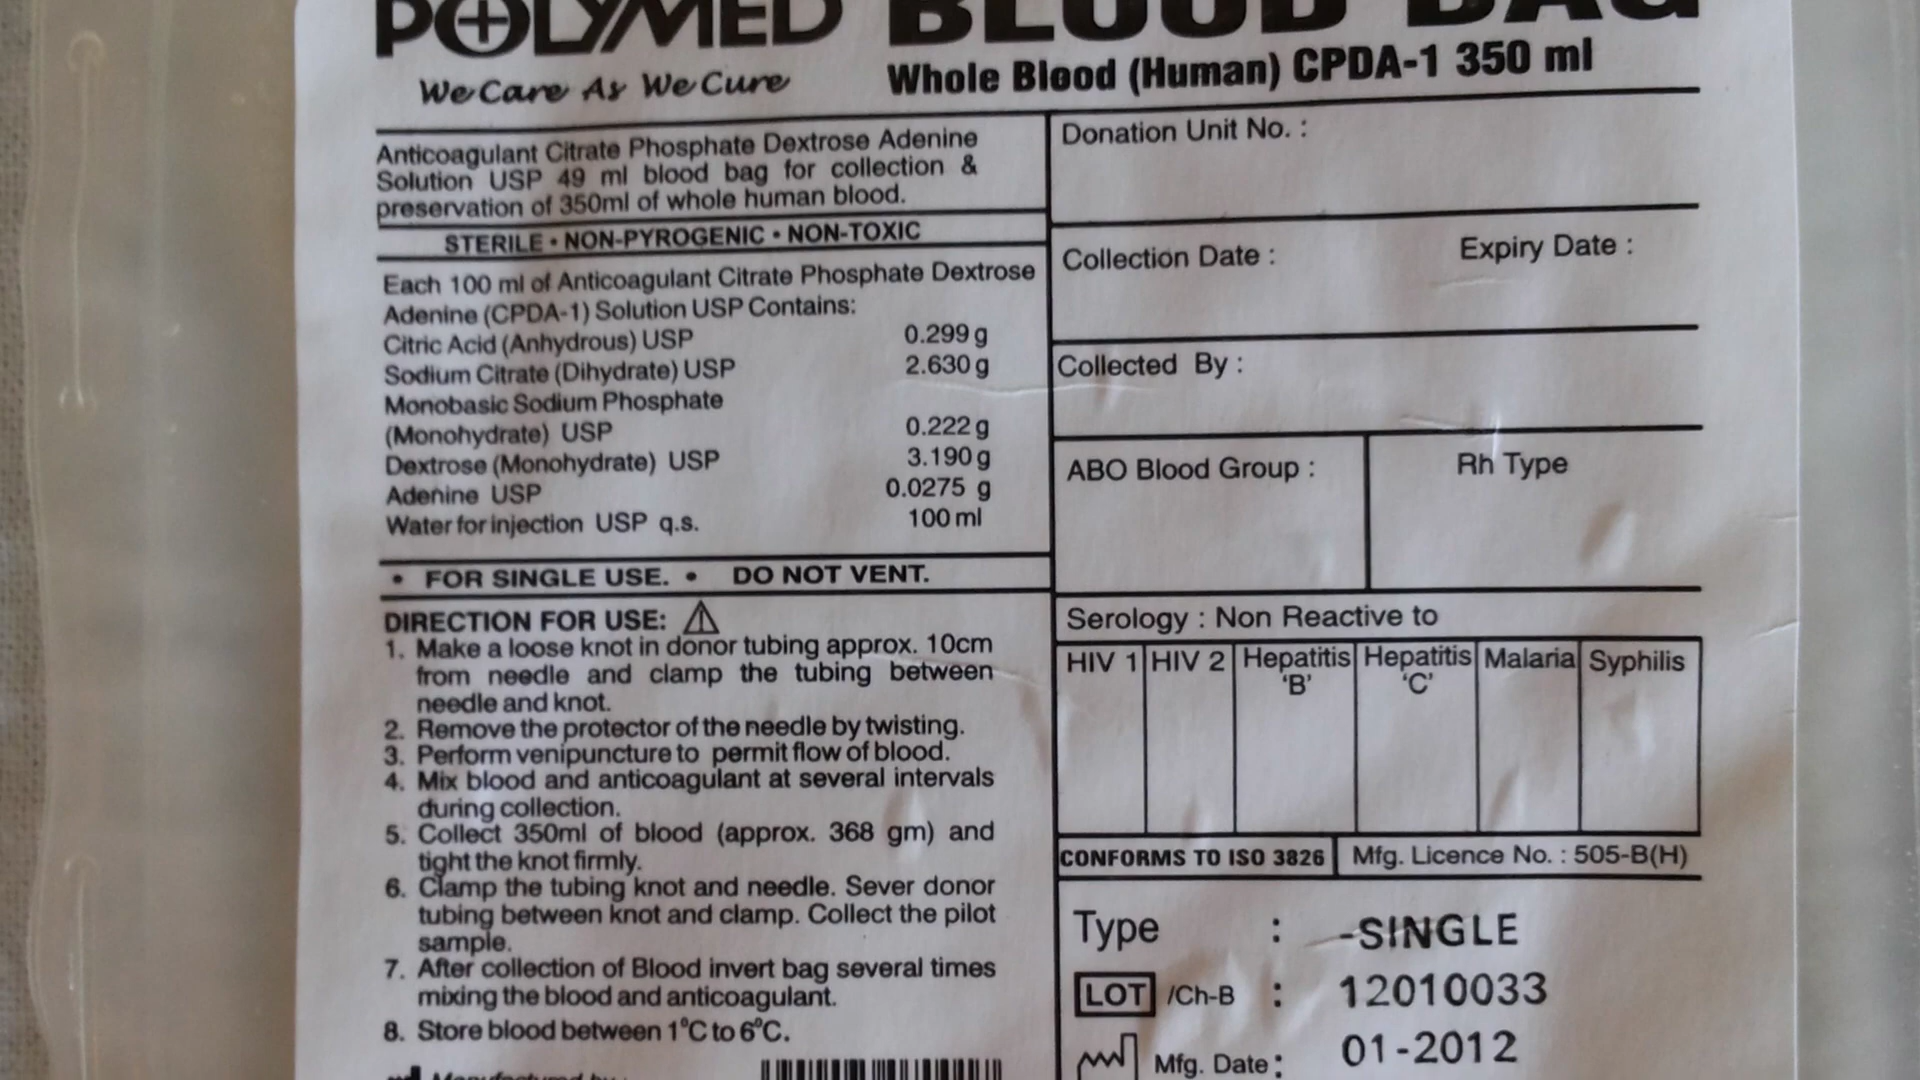 POLYMED BLOOD BAG
We Care As We Cure
Whole Blood (Human) CPDA-1 350 ml
Anticoagulant Citrate Phosphate Dextrose Adenine
Solution USP 49 ml blood bag for collection &
preservation of 350ml of whole human blood.
STERILE • NON-PYROGENIC • NON-TOXIC
Each 100 ml of Anticoagulant Citrate Phosphate Dextrose
Adenine (CPDA-1) Solution USP Contains:
Citric Acid (Anhydrous) USP 0.299 g
Sodium Citrate (Dihydrate) USP 2.630 g
Monobasic Sodium Phosphate
(Monohydrate) USP 0.222 g
Dextrose (Monohydrate) USP 3.190 g
Adenine USP 0.0275 g
Water for injection USP q.s. 100 ml
• FOR SINGLE USE. • DO NOT VENT.
DIRECTION FOR USE:
1. Make a loose knot in donor tubing approx. 10cm
from needle and clamp the tubing between
needle and knot.
2. Remove the protector of the needle by twisting.
3. Perform venipuncture to permit flow of blood.
4. Mix blood and anticoagulant at several intervals
during collection.
5. Collect 350ml of blood (approx. 368 gm) and
tight the knot firmly.
6. Clamp the tubing knot and needle. Sever donor
tubing between knot and clamp. Collect the pilot
sample.
7. After collection of Blood invert bag several times
mixing the blood and anticoagulant.
8. Store blood between 1°C to 6°C.
Manufactured by :
Donation Unit No. :
Collection Date : Expiry Date :
Collected By :
ABO Blood Group : Rh Type
Serology : Non Reactive to
HIV 1 HIV 2 Hepatitis 'B' Hepatitis 'C' Malaria Syphilis
CONFORMS TO ISO 3826 Mfg. Licence No. : 505-B(H)
Type : -SINGLE
LOT /Ch-B : 12010033
Mfg. Date : 01-2012